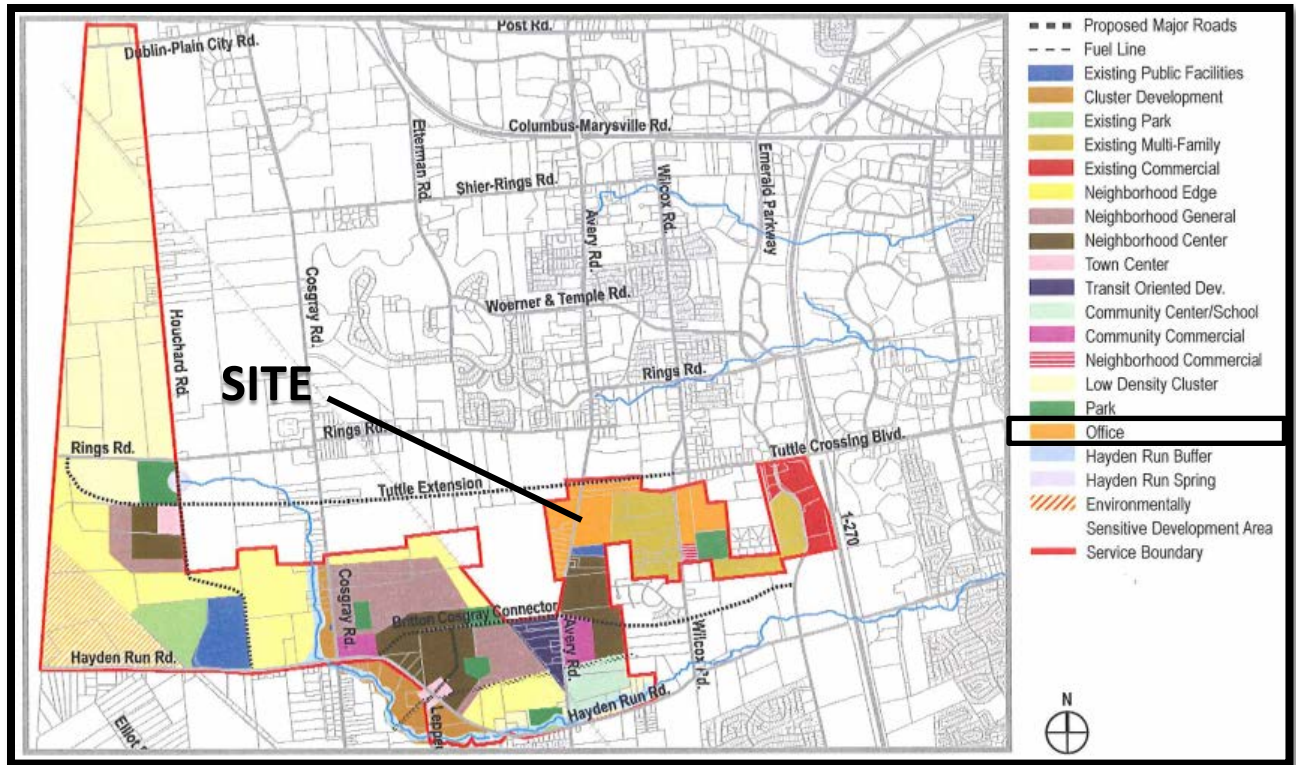 Post Rd.
Dublin-Plain City Rd.
Columbus-Marysville Rd.
Eiterman Rd.
Shier-Rings Rd.
Wilcox Rd.
Emerald Parkway
Avery Rd.
Cosgray Rd.
Woerner & Temple Rd.
Houchard Rd.
Rings Rd.
SITE
Rings Rd.
Rings Rd.
Tuttle Crossing Blvd.
Tuttle Extension
1-270
Cosgray Rd.
Britton Cosgray Connector
Avery Rd.
Wilcox Rd.
Hayden Run Rd.
Hayden Run Rd.
Proposed Major Roads
Fuel Line
Existing Public Facilities
Cluster Development
Existing Park
Existing Multi-Family
Existing Commercial
Neighborhood Edge
Neighborhood General
Neighborhood Center
Town Center
Transit Oriented Dev.
Community Center/School
Community Commercial
Neighborhood Commercial
Low Density Cluster
Park
Office
Hayden Run Buffer
Hayden Run Spring
Environmentally
Sensitive Development Area
Service Boundary
N